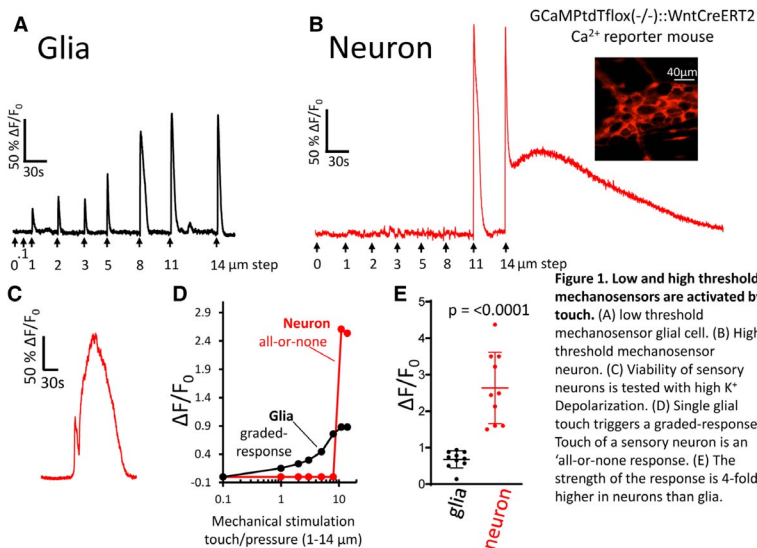 A
Glia
50 % ΔF/F0
30s
0
.1
1
2
3
5
8
11
14 μm step
B
Neuron
50 % ΔF/F0
30s
0
1
2
3
5
8
11
14 μm step
GCaMPtdTflox(-/-)::WntCreERT2
Ca2+ reporter mouse
40μm
C
50 % ΔF/F0
30s
D
ΔF/F0
2.9
2.4
1.9
1.4
0.9
0.4
-0.1
Neuron
all-or-none
Glia
graded-
response
0.1
1
10
Mechanical stimulation
touch/pressure (1-14 μm)
E
p = <0.0001
ΔF/F0
5
4
3
2
1
0
glia
neuron
Figure 1. Low and high threshold
mechanosensors are activated by
touch. (A) low threshold
mechanosensor glial cell. (B) High
threshold mechanosensor
neuron. (C) Viability of sensory
neurons is tested with high K+
Depolarization. (D) Single glial
touch triggers a graded-response
Touch of a sensory neuron is an
‘all-or-none response. (E) The
strength of the response is 4-fold
higher in neurons than glia.